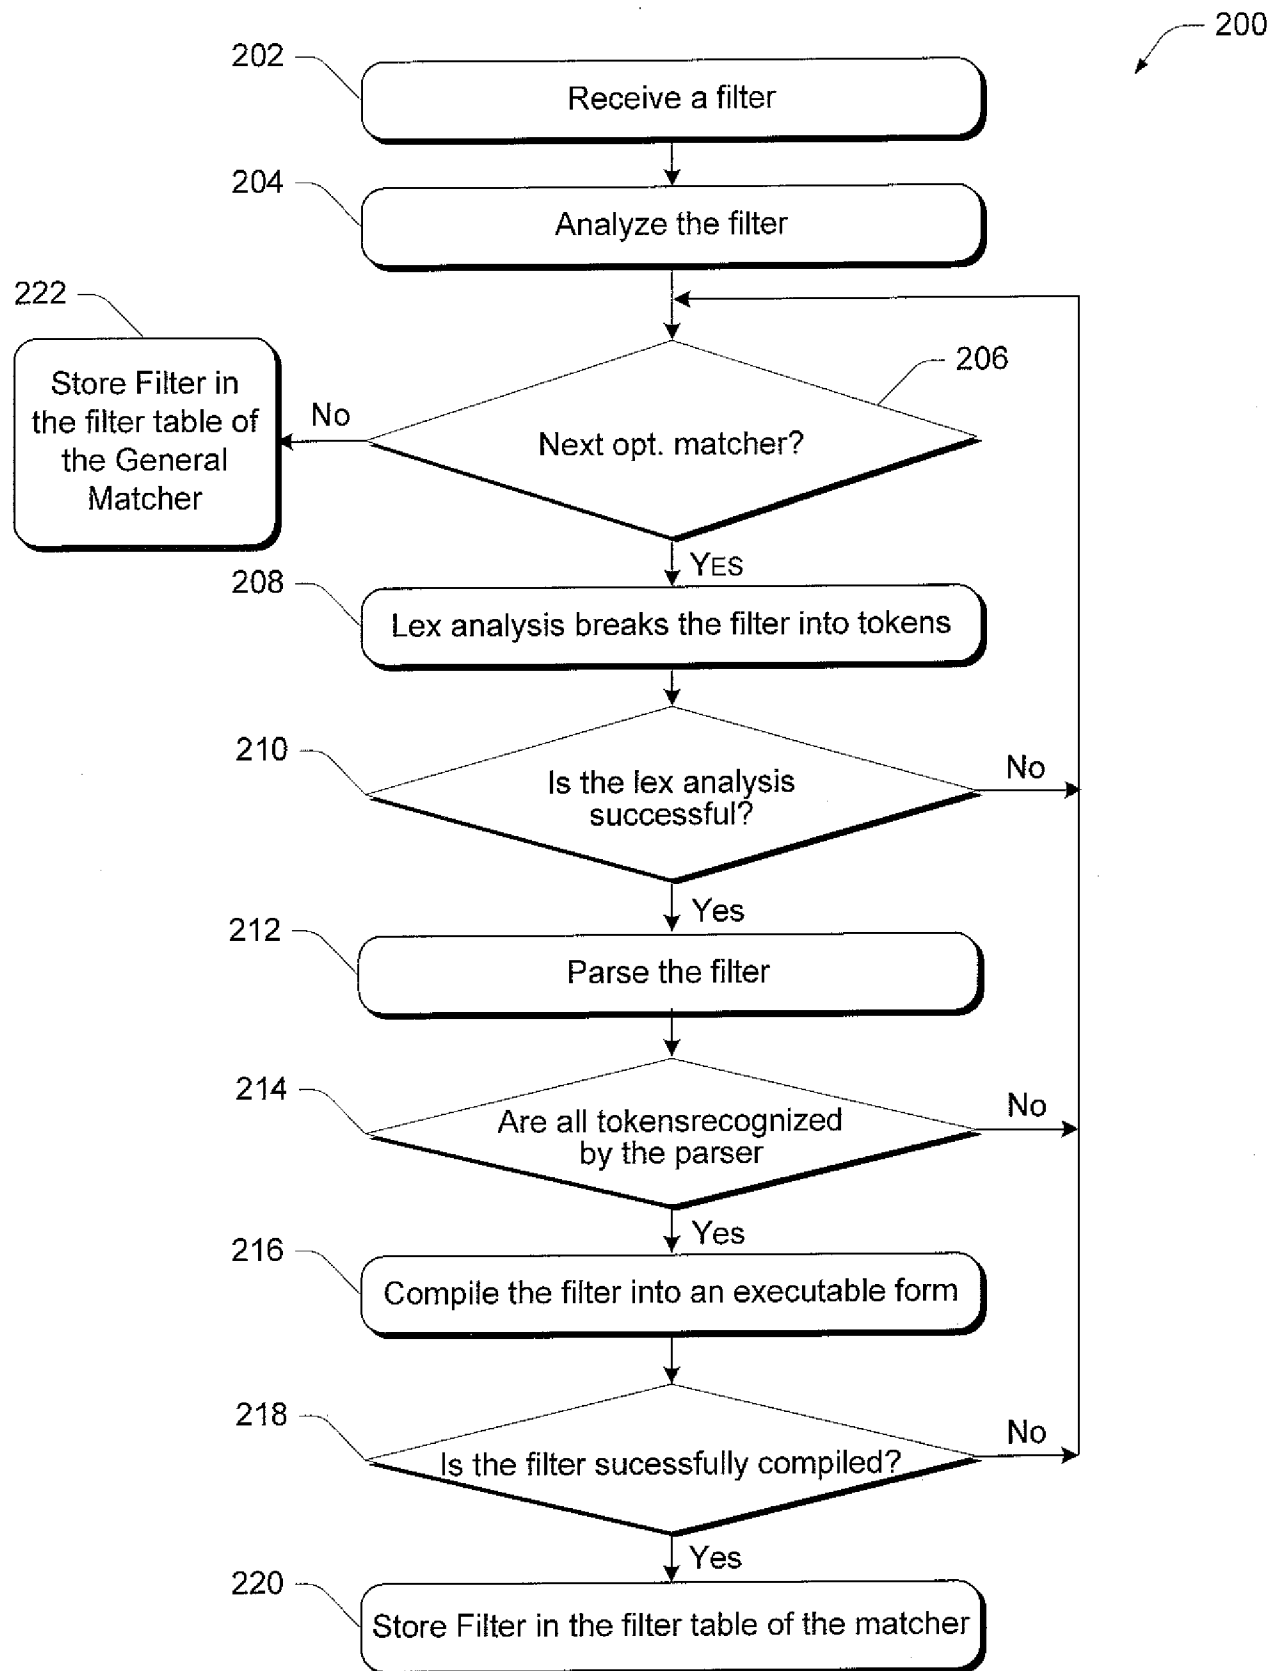 200
202
Receive a filter
204
Analyze the filter
222
Store Filter in
the filter table of
the General
Matcher
No
206
Next opt. matcher?
YES
208
Lex analysis breaks the filter into tokens
210
Is the lex analysis
successful?
No
Yes
212
Parse the filter
214
Are all tokensrecognized
by the parser
No
Yes
216
Compile the filter into an executable form
218
Is the filter sucessfully compiled?
No
Yes
220
Store Filter in the filter table of the matcher